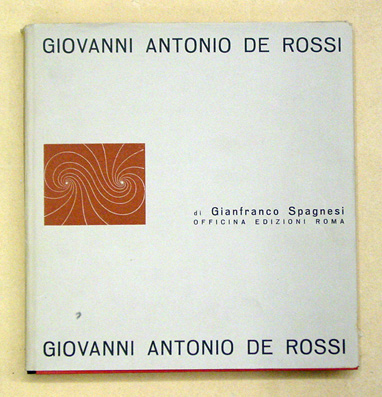 GIOVANNI ANTONIO DE ROSSI
di Gianfranco Spagnesi
OFFICINA EDIZIONI ROMA
GIOVANNI ANTONIO DE ROSSI